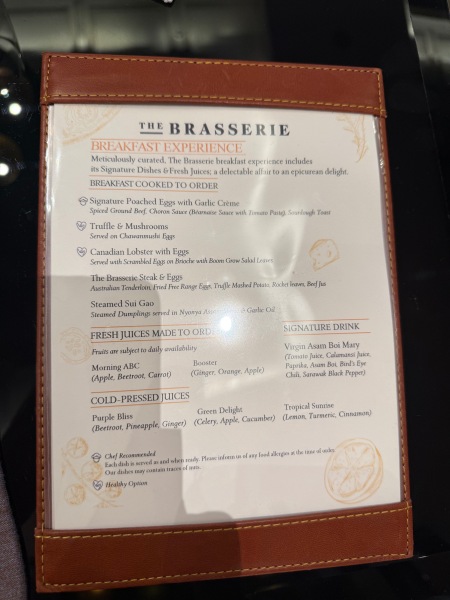 THE BRASSERIE
BREAKFAST EXPERIENCE
Meticulously curated, The Brasserie breakfast experience includes
its Signature Dishes & Fresh Juices; a delectable affair to an epicurean delight.
BREAKFAST COOKED TO ORDER
Signature Poached Eggs with Garlic Crème
Spiced Ground Beef, Choron Sauce (Béarnaise Sauce with Tomato Paste), Sourdough Toast
Truffle & Mushrooms
Served on Chawanmushi Eggs
Canadian Lobster with Eggs
Served with Scrambled Eggs on Brioche with Boom Grow Salad Leaves
The Brasserie Steak & Eggs
Australian Tenderloin, Fried Free Range Eggs, Truffle Mashed Potato, Rocket leaves, Beef Jus
Steamed Sui Gao
Steamed Dumplings served in Nyonya & Garlic Oil
FRESH JUICES MADE TO ORDER
Fruits are subject to daily availability
Morning ABC
(Apple, Beetroot, Carrot)
Booster
(Ginger, Orange, Apple)
SIGNATURE DRINK
Virgin Asam Boi Mary
(Tomato Juice, Calamansi Juice,
Paprika, Asam Boi, Bird's Eye
Chili, Sarawak Black Pepper)
COLD-PRESSED JUICES
Purple Bliss
(Beetroot, Pineapple, Ginger)
Green Delight
(Celery, Apple, Cucumber)
Tropical Sunrise
(Lemon, Turmeric, Cinnamon)
Chef Recommended
Each dish is served as and when ready. Please inform us of any food allergies at the time of order.
Our dishes may contain traces of nuts.
Healthy Option